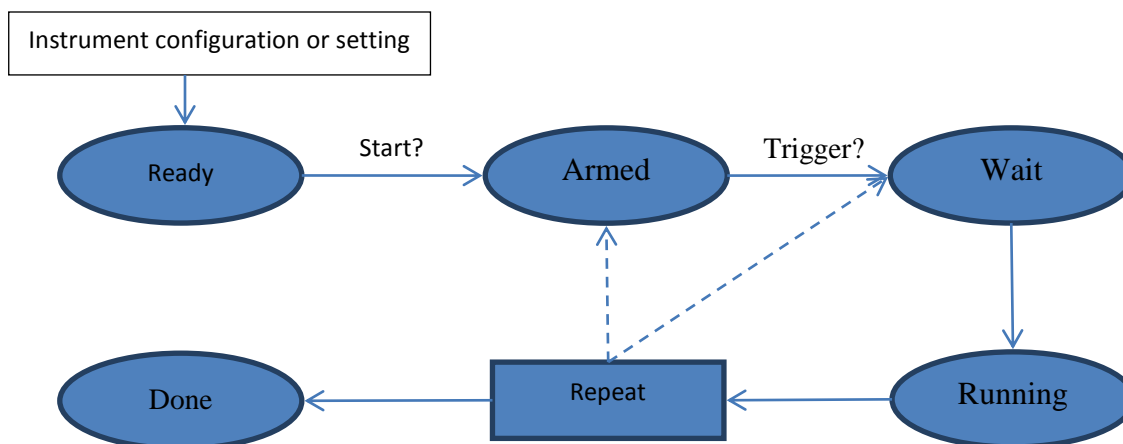 Instrument configuration or setting
Ready
Start?
Armed
Trigger?
Wait
Done
Repeat
Running